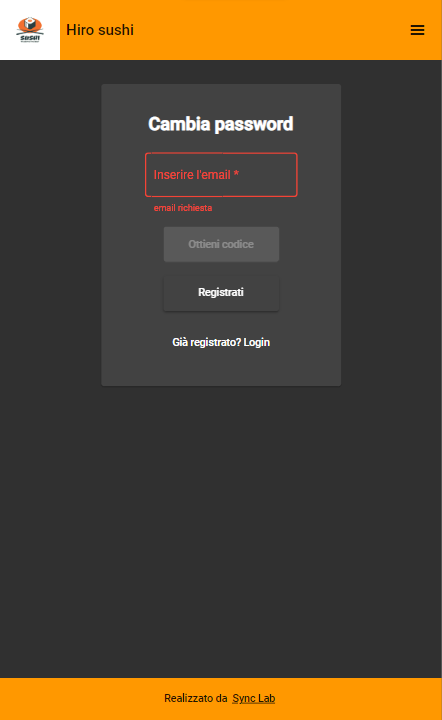 sushi
Hiro sushi
Cambia password
Inserire l'email *
email richiesta
Ottieni codice
Registrati
Già registrato? Login
Realizzato da Sync Lab